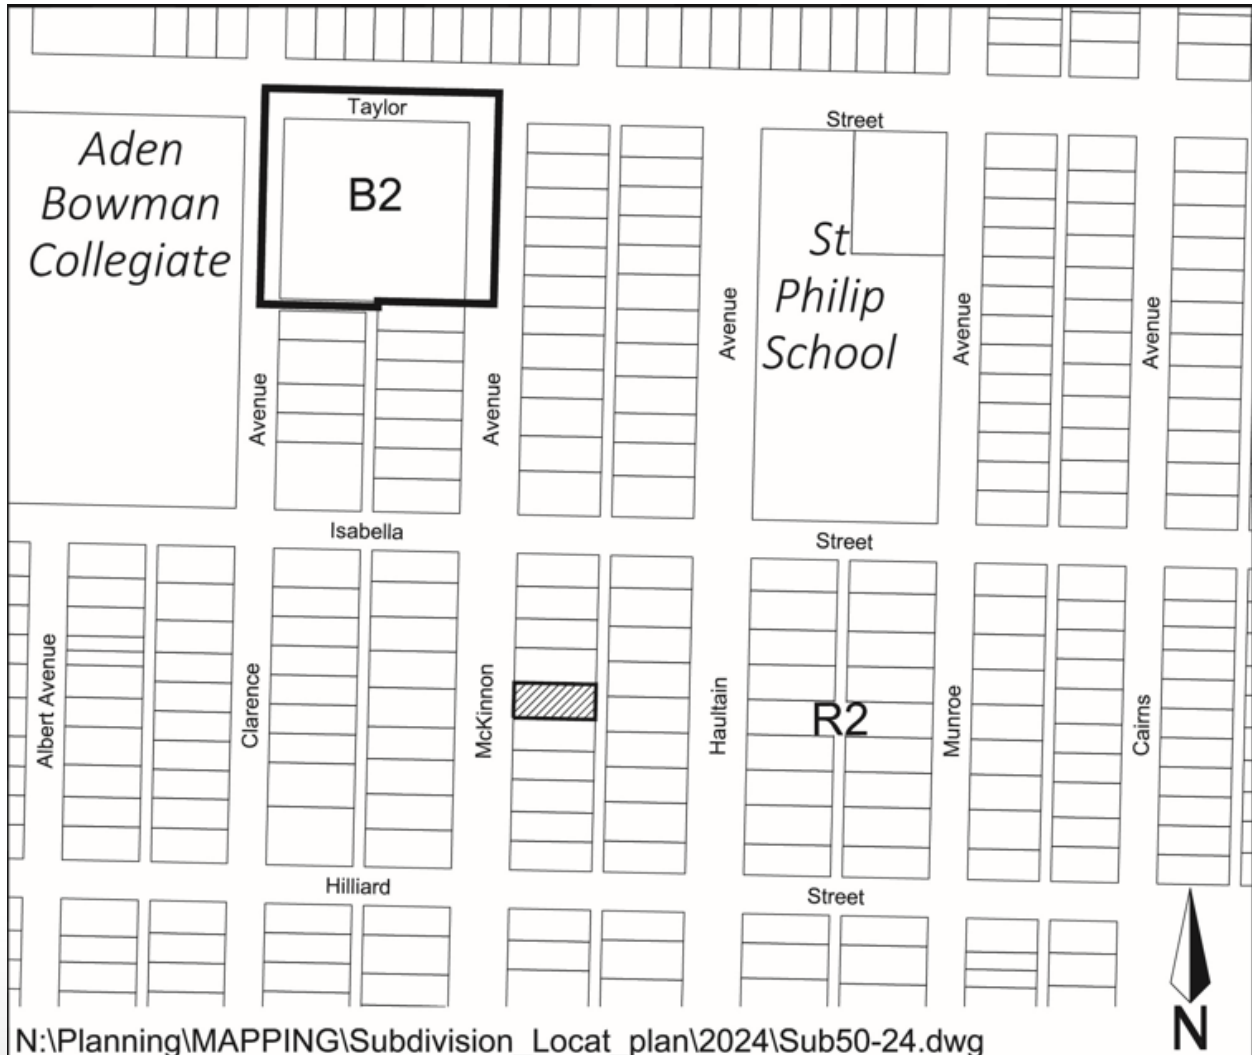 Taylor
Street
Aden
Bowman
Collegiate
B2
St
Philip
School
Avenue
Avenue
Avenue
Avenue
Avenue
Isabella
Street
Albert Avenue
Clarence
McKinnon
Haultain
R2
Munroe
Cairns
Hilliard
Street
N
N:\Planning\MAPPING\Subdivision_Locat_plan\2024\Sub50-24.dwg